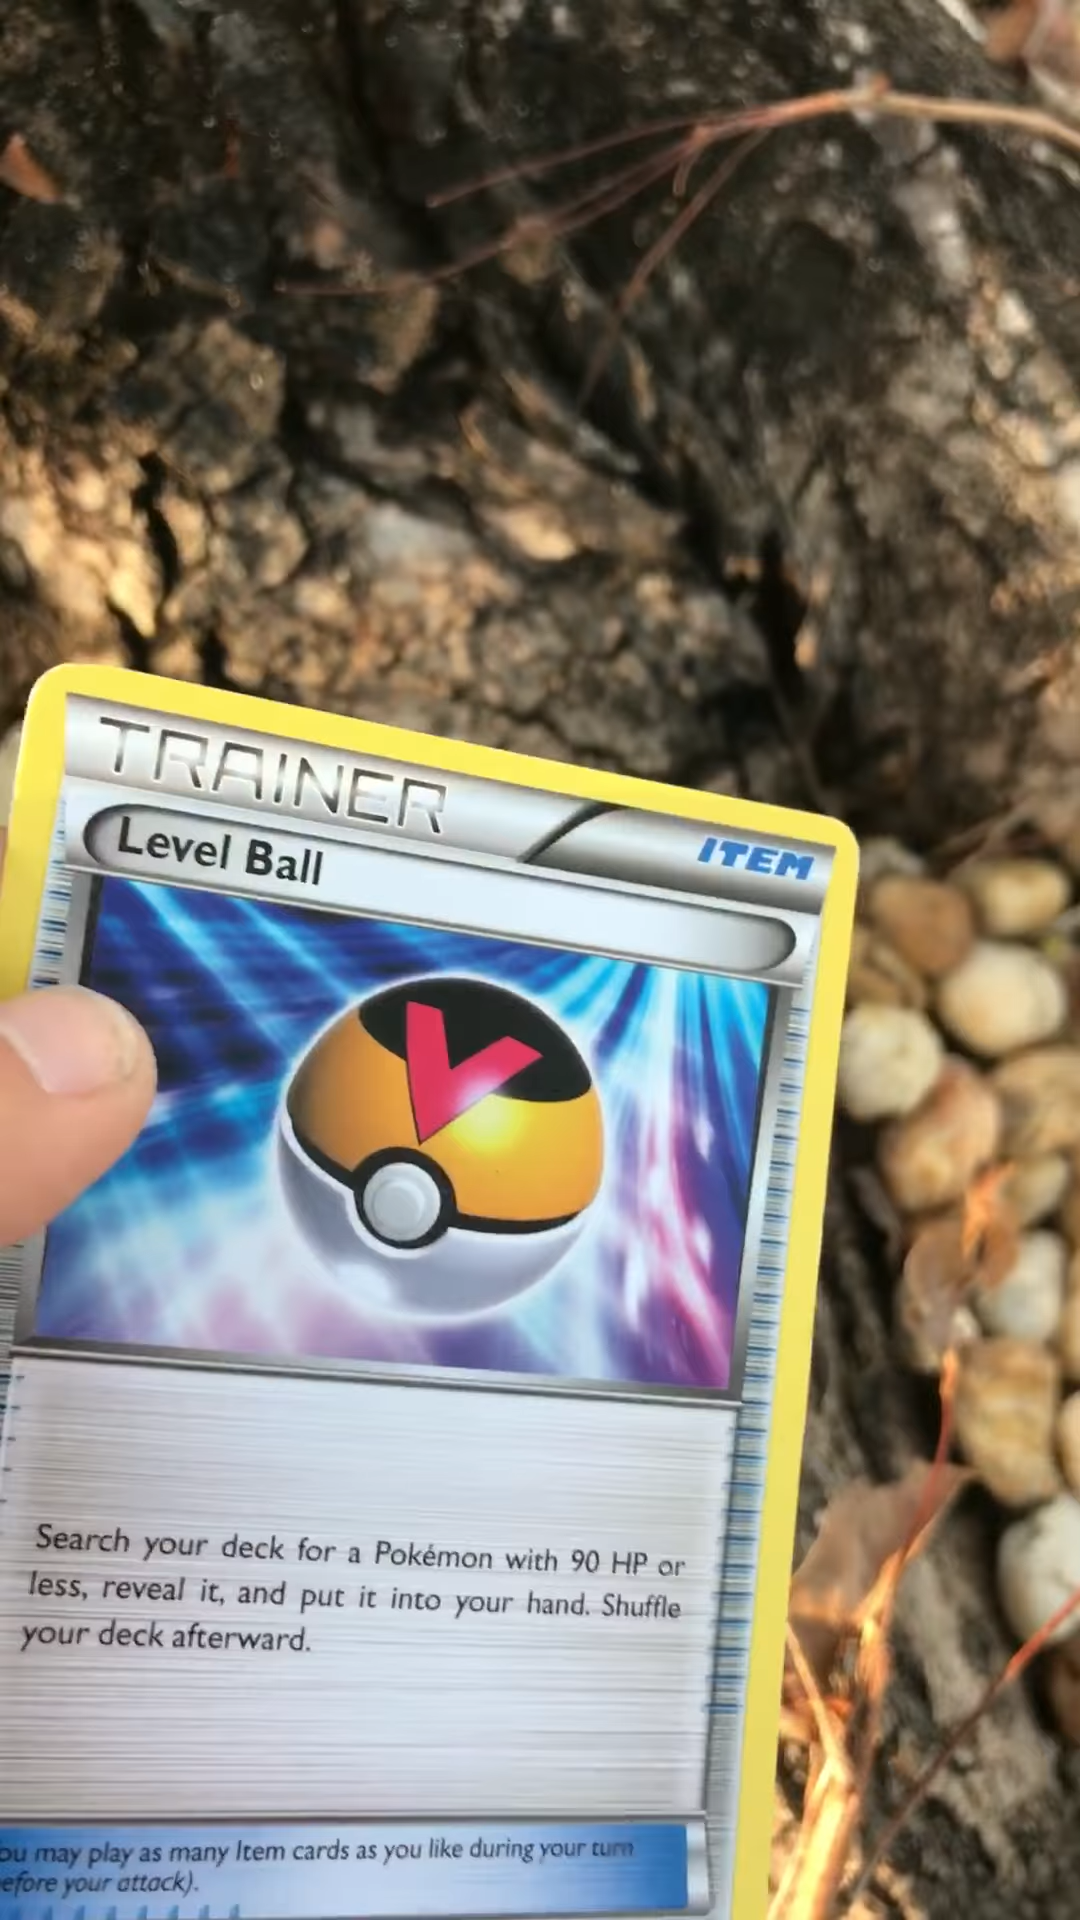 TRAINER
ITEM
Level Ball
Search your deck for a Pokémon with 90 HP or
less, reveal it, and put it into your hand. Shuffle
your deck afterward.
ou may play as many Item cards as you like during your turn
efore your attack).